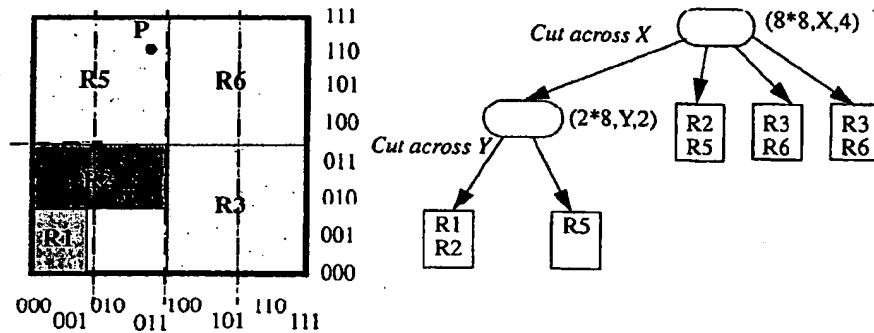 P
R5
R6
R2
R3
R1
111
110
101
100
011
010
001
000
000
001
010
011
100
101
110
111
Cut across X
(8*8,X,4)
Cut across Y
(2*8,Y,2)
R2
R5
R3
R6
R3
R6
R1
R2
R5